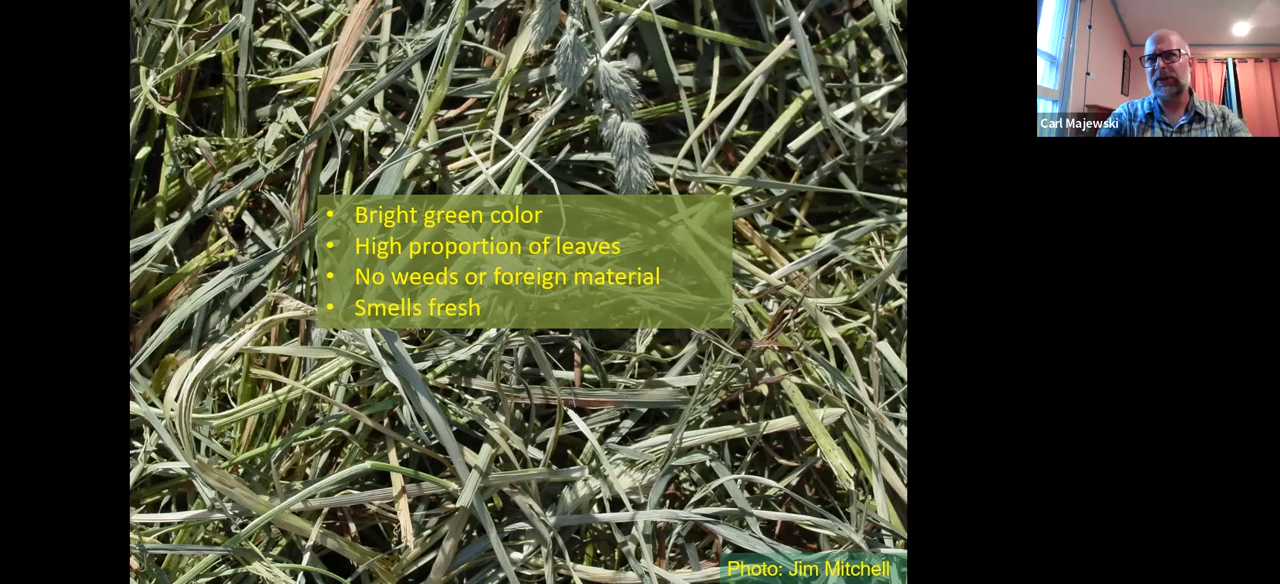 • Bright green color
• High proportion of leaves
• No weeds or foreign material
• Smells fresh
Carl Majewski
Photo: Jim Mitchell